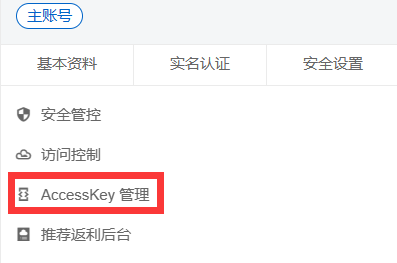 主账号
基本资料 实名认证 安全设置
安全管控
访问控制
AccessKey 管理
推荐返利后台